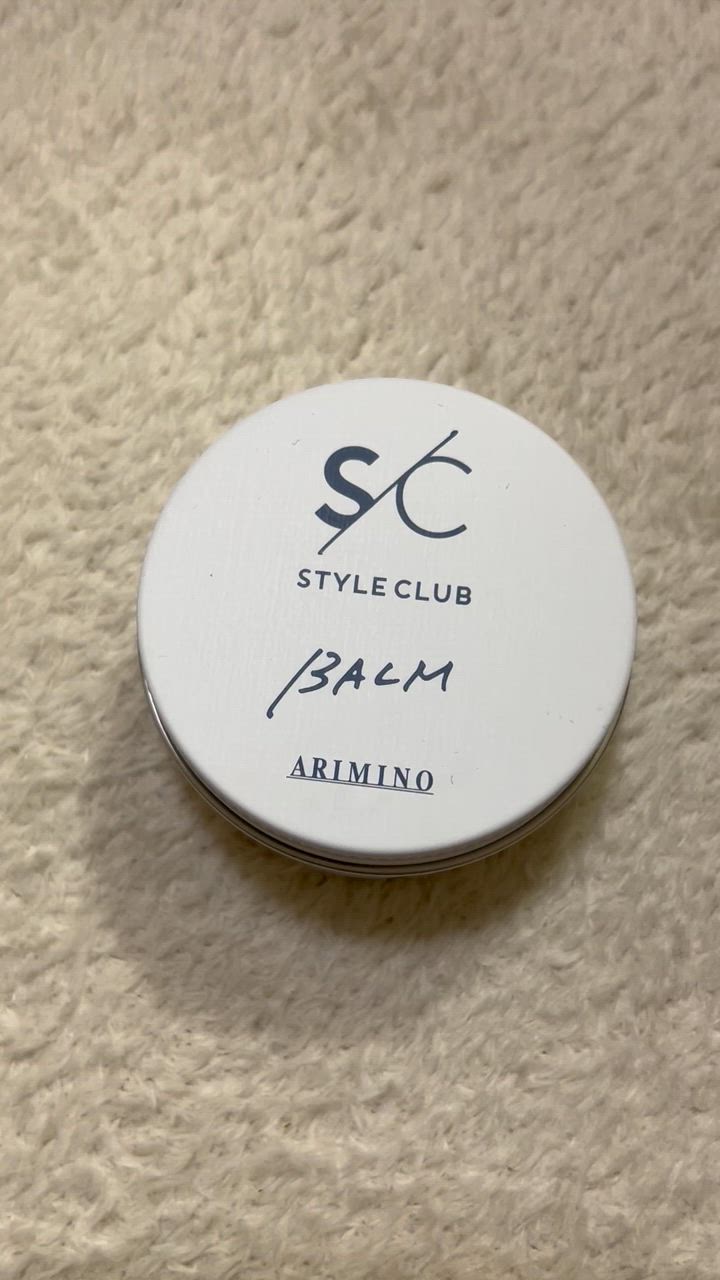 S/C
STYLE CLUB
BALM
ARIMINO